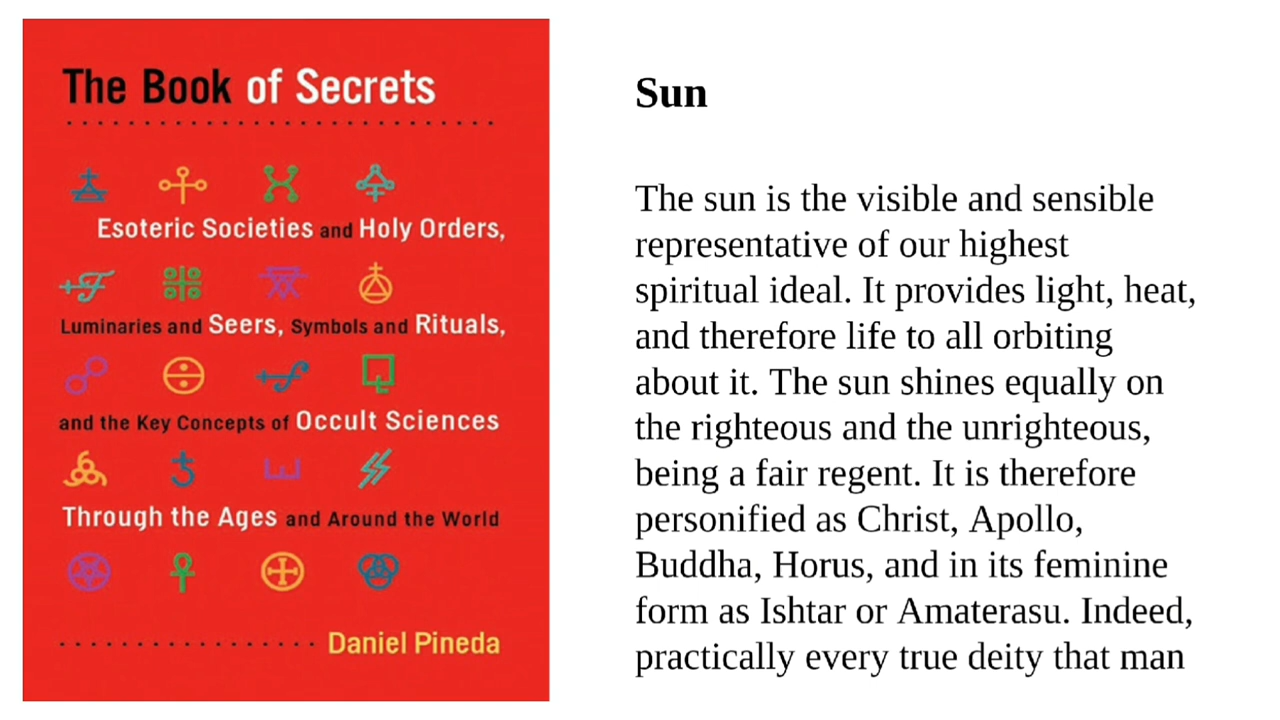 The Book of Secrets
Esoteric Societies and Holy Orders,
Luminaries and Seers, Symbols and Rituals,
and the Key Concepts of Occult Sciences
Through the Ages and Around the World
Daniel Pineda
Sun
The sun is the visible and sensible
representative of our highest
spiritual ideal. It provides light, heat,
and therefore life to all orbiting
about it. The sun shines equally on
the righteous and the unrighteous,
being a fair regent. It is therefore
personified as Christ, Apollo,
Buddha, Horus, and in its feminine
form as Ishtar or Amaterasu. Indeed,
practically every true deity that man